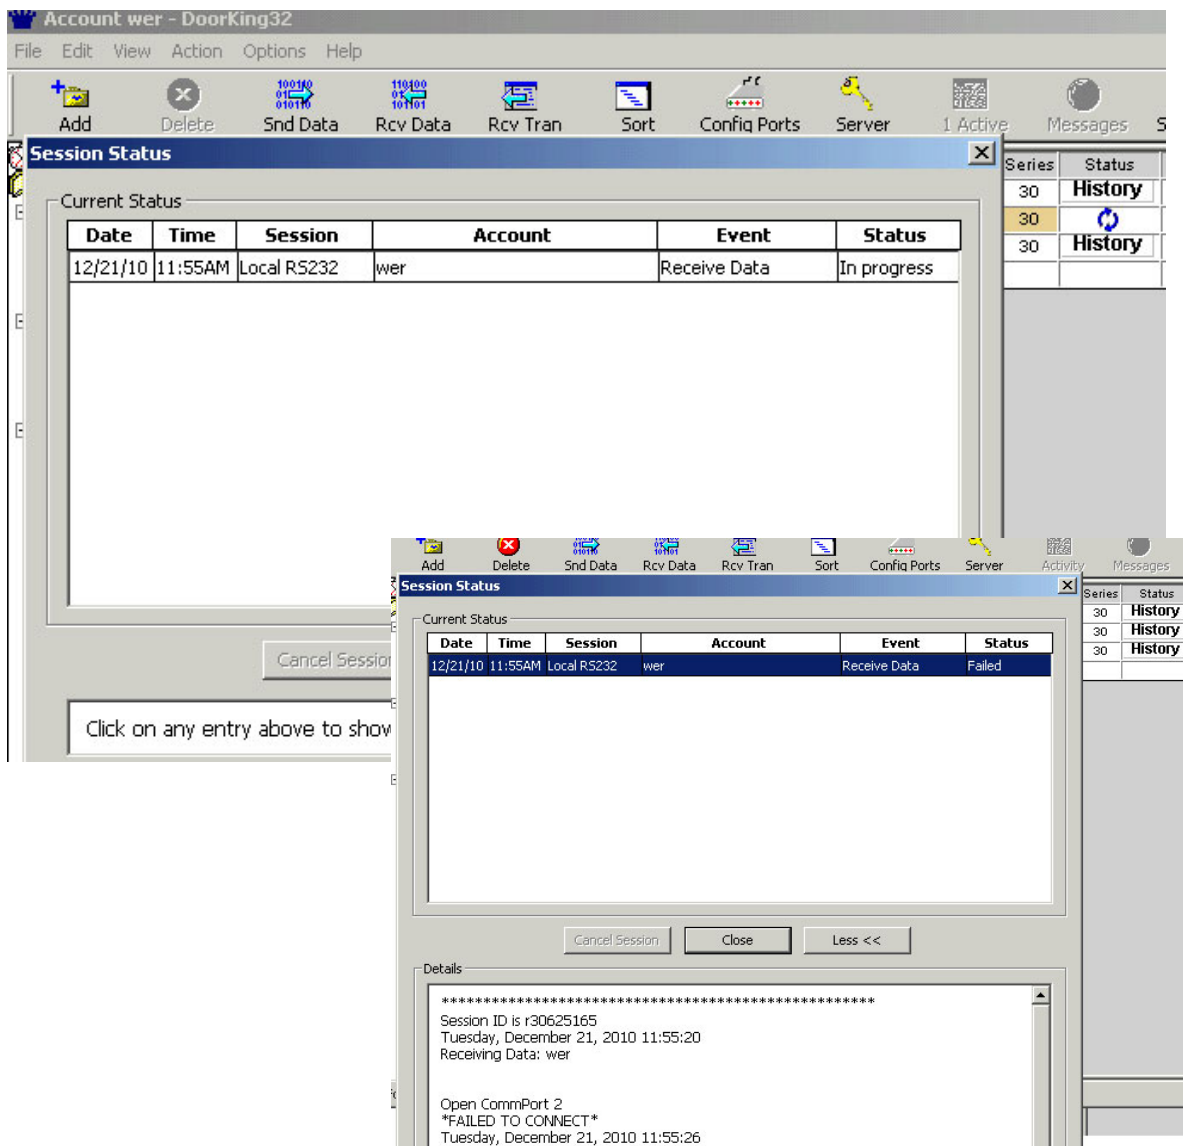 Account wer - DoorKing32
File Edit View Action Options Help
Add Delete Snd Data Rcv Data Rcv Tran Sort Config Ports Server 1 Active Messages S
Session Status
Series Status
Current Status
30 History
Date Time Session Account Event Status
30
30 History
12/21/10 11:55AM Local RS232 wer Receive Data In progress
Cancel Session
Click on any entry above to show
Add Delete Snd Data Rcv Data Rcv Tran Sort Config Ports Server Activity Messages
Session Status
Series Status
30 History
Current Status
30 History
Date Time Session Account Event Status
30 History
12/21/10 11:55AM Local RS232 wer Receive Data Failed
Cancel Session Close Less <<
Details
****************************************************
Session ID is r30625165
Tuesday, December 21, 2010 11:55:20
Receiving Data: wer
Open CommPort 2
*FAILED TO CONNECT*
Tuesday, December 21, 2010 11:55:26